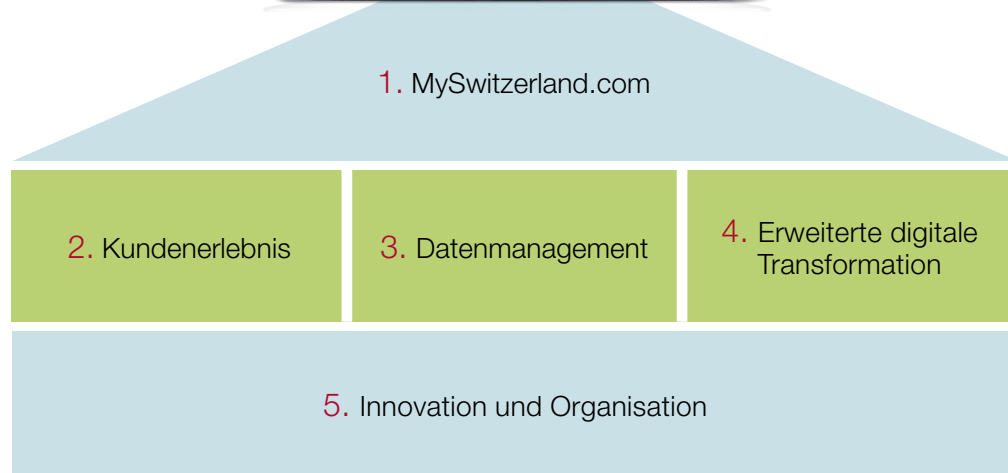 1. MySwitzerland.com
2. Kundenerlebnis
3. Datenmanagement
4. Erweiterte digitale
Transformation
5. Innovation und Organisation